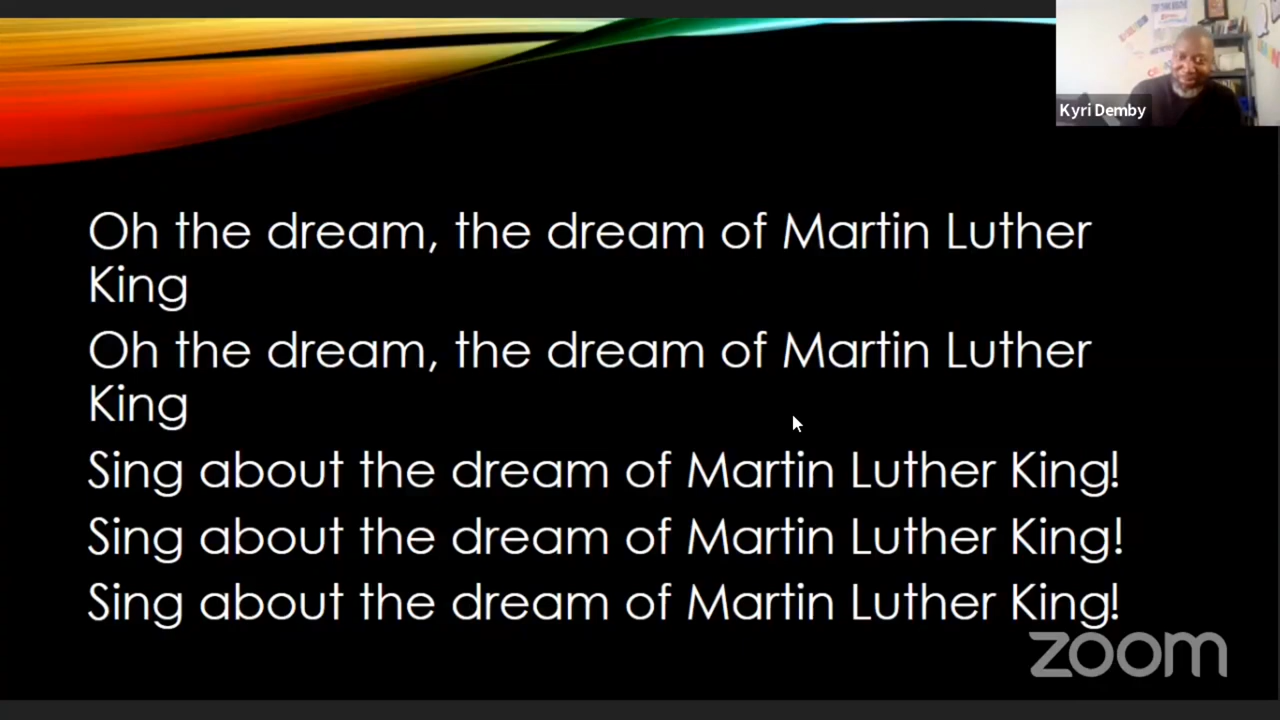 Kyri Demby
Oh the dream, the dream of Martin Luther
King
Oh the dream, the dream of Martin Luther
King
Sing about the dream of Martin Luther King!
Sing about the dream of Martin Luther King!
Sing about the dream of Martin Luther King!
zoom